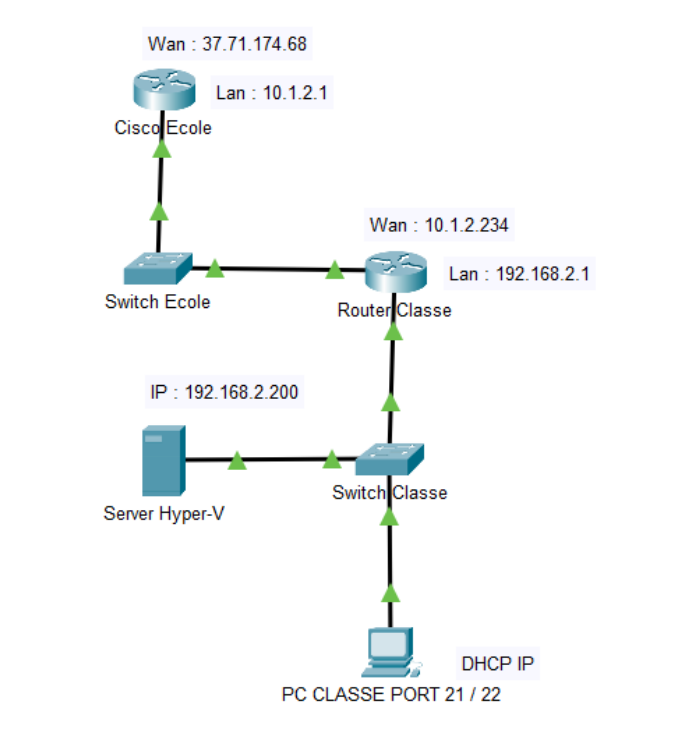 Wan : 37.71.174.68
Lan : 10.1.2.1
Cisco Ecole
Wan : 10.1.2.234
Lan : 192.168.2.1
Switch Ecole
Router Classe
IP : 192.168.2.200
Switch Classe
Server Hyper-V
DHCP IP
PC CLASSE PORT 21 / 22